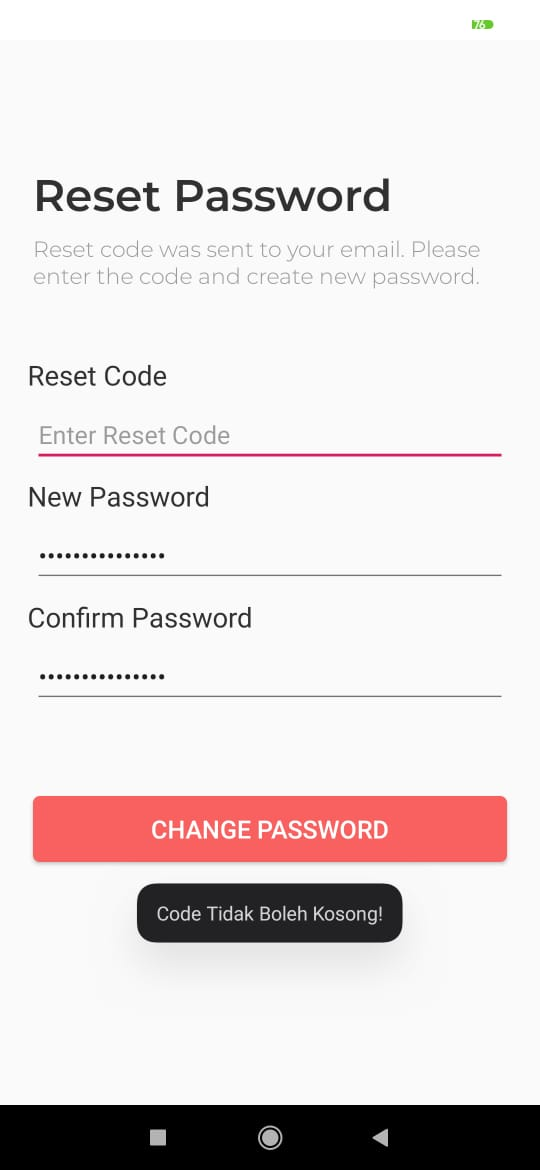 76
Reset Password
Reset code was sent to your email. Please
enter the code and create new password.
Reset Code
Enter Reset Code
New Password
•••••••••••••••
Confirm Password
•••••••••••••••
CHANGE PASSWORD
Code Tidak Boleh Kosong!